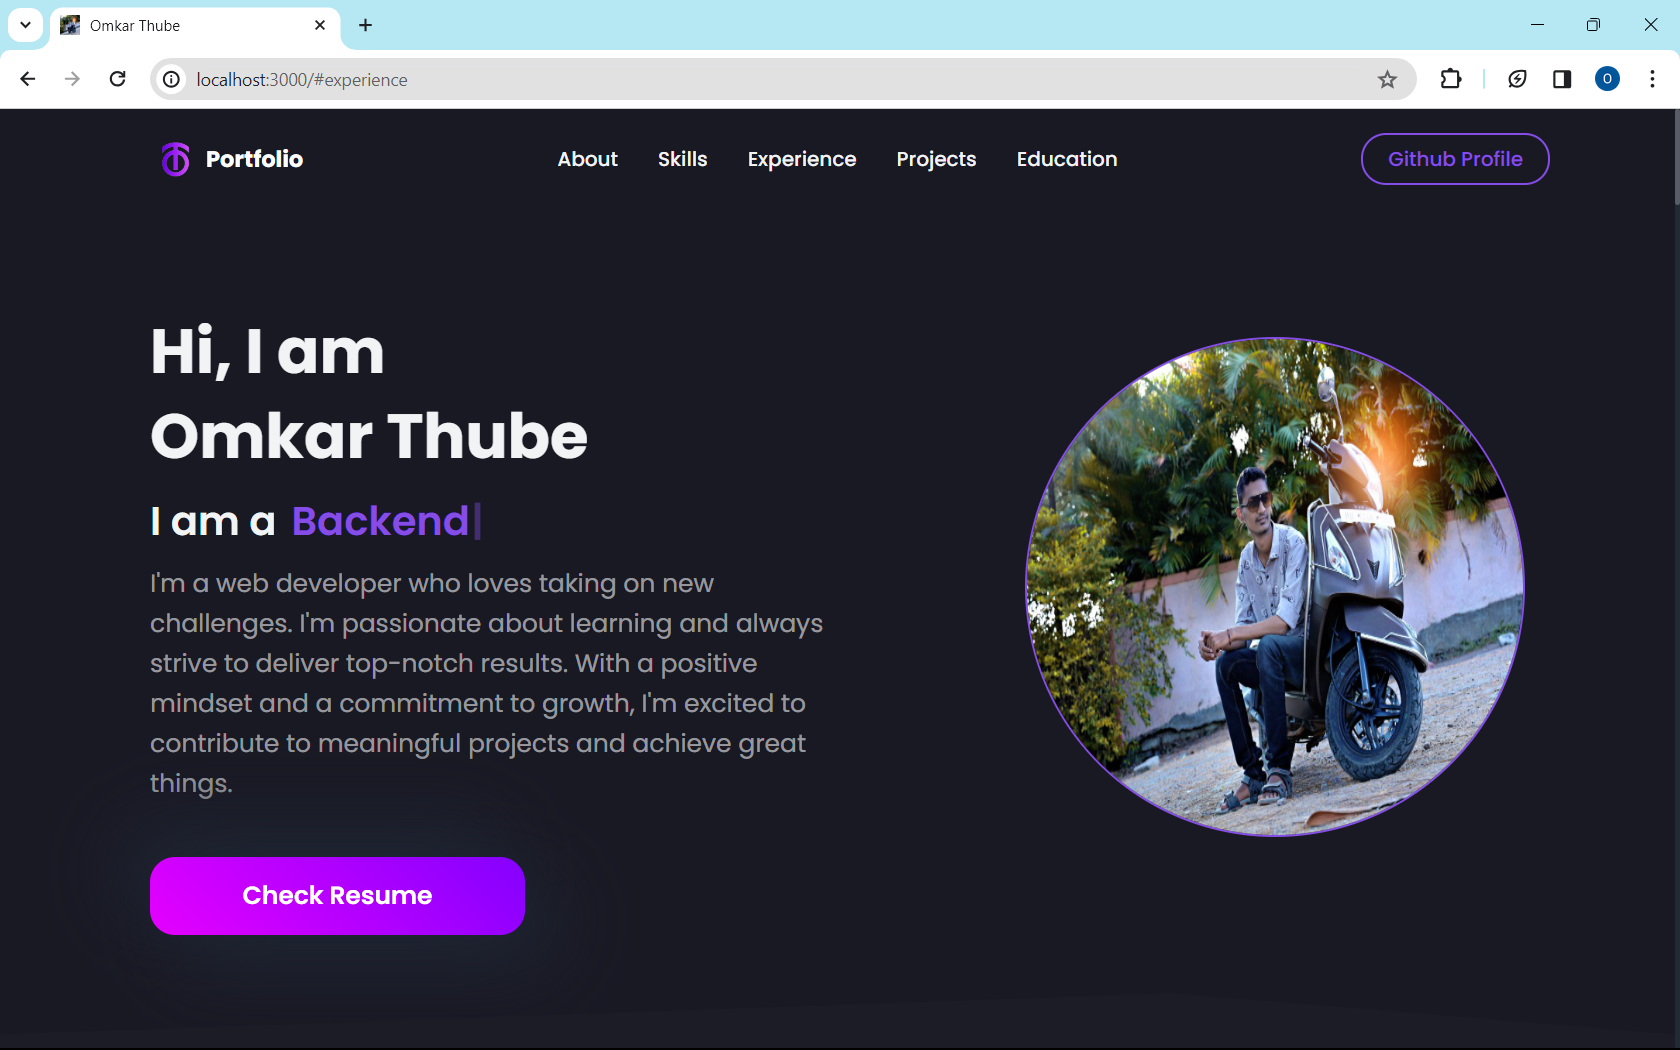 Omkar Thube
localhost:3000/#experience
O
Portfolio
About Skills Experience Projects Education
Github Profile
Hi, I am
Omkar Thube
I am a Backend|
I'm a web developer who loves taking on new
challenges. I'm passionate about learning and always
strive to deliver top-notch results. With a positive
mindset and a commitment to growth, I'm excited to
contribute to meaningful projects and achieve great
things.
Check Resume